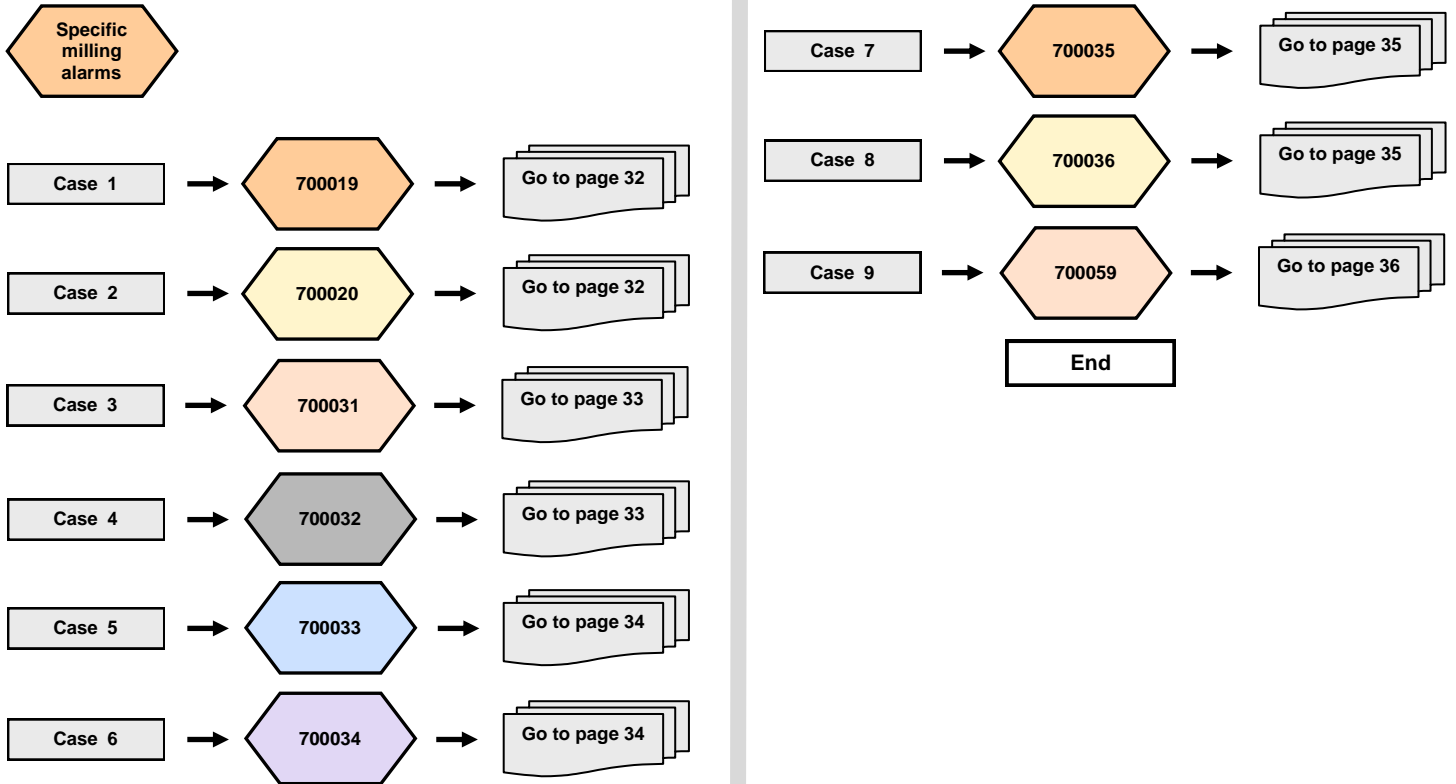 Specific
milling
alarms
Case 1
700019
Go to page 32
Case 2
700020
Go to page 32
Case 3
700031
Go to page 33
Case 4
700032
Go to page 33
Case 5
700033
Go to page 34
Case 6
700034
Go to page 34
Case 7
700035
Go to page 35
Case 8
700036
Go to page 35
Case 9
700059
Go to page 36
End